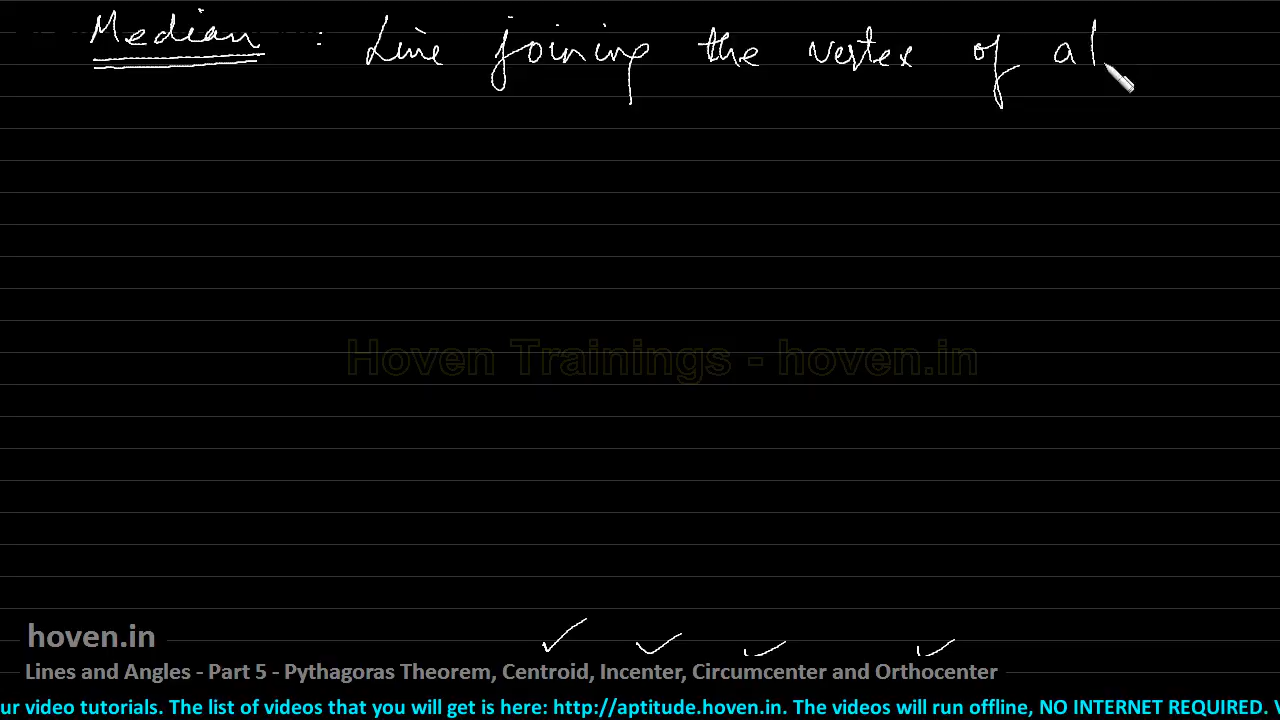 Median : Line joining the vertex of a
Hoven Trainings - hoven.in
hoven.in
Lines and Angles - Part 5 - Pythagoras Theorem, Centroid, Incenter, Circumcenter and Orthocenter
ur video tutorials. The list of videos that you will get is here: http://aptitude.hoven.in. The videos will run offline, NO INTERNET REQUIRED. V